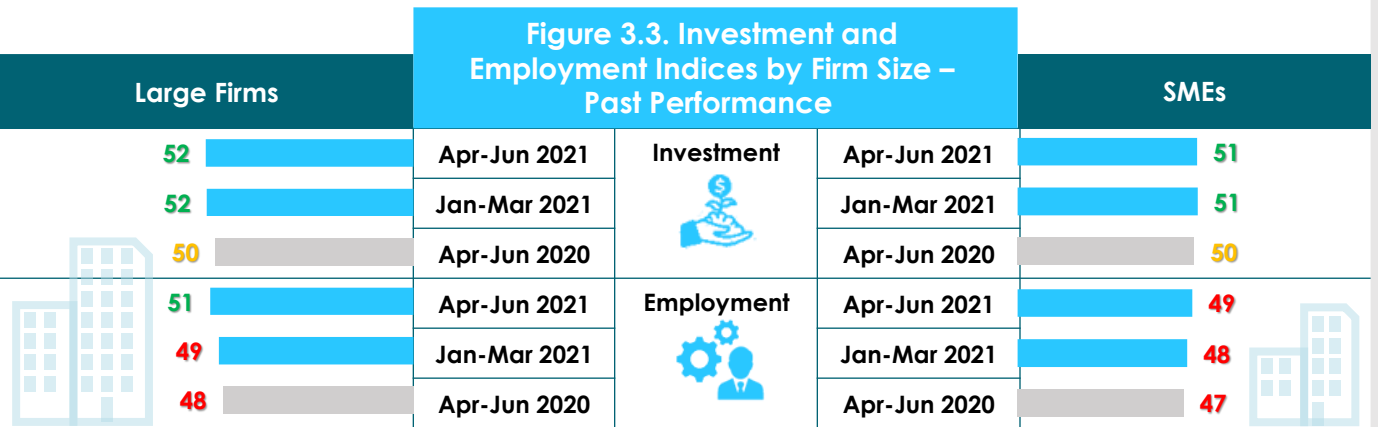 Figure 3.3. Investment and
Employment Indices by Firm Size –
Past Performance
Large Firms
SMEs
52 Apr-Jun 2021 Investment Apr-Jun 2021 51
52 Jan-Mar 2021 Jan-Mar 2021 51
$
50 Apr-Jun 2020 Apr-Jun 2020 50
51 Apr-Jun 2021 Employment Apr-Jun 2021 49
49 Jan-Mar 2021 Jan-Mar 2021 48
48 Apr-Jun 2020 Apr-Jun 2020 47